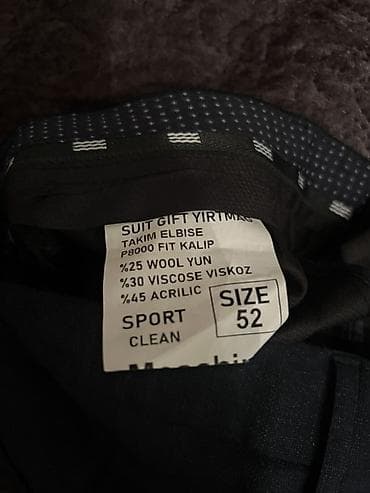 SUIT GIFT YIRTMAÇ
TAKIM ELBISE
P8000 FIT KALIP
%25 WOOL YUN
%30 VISCOSE VISKOZ
%45 ACRILIC
SIZE
52
SPORT
CLEAN